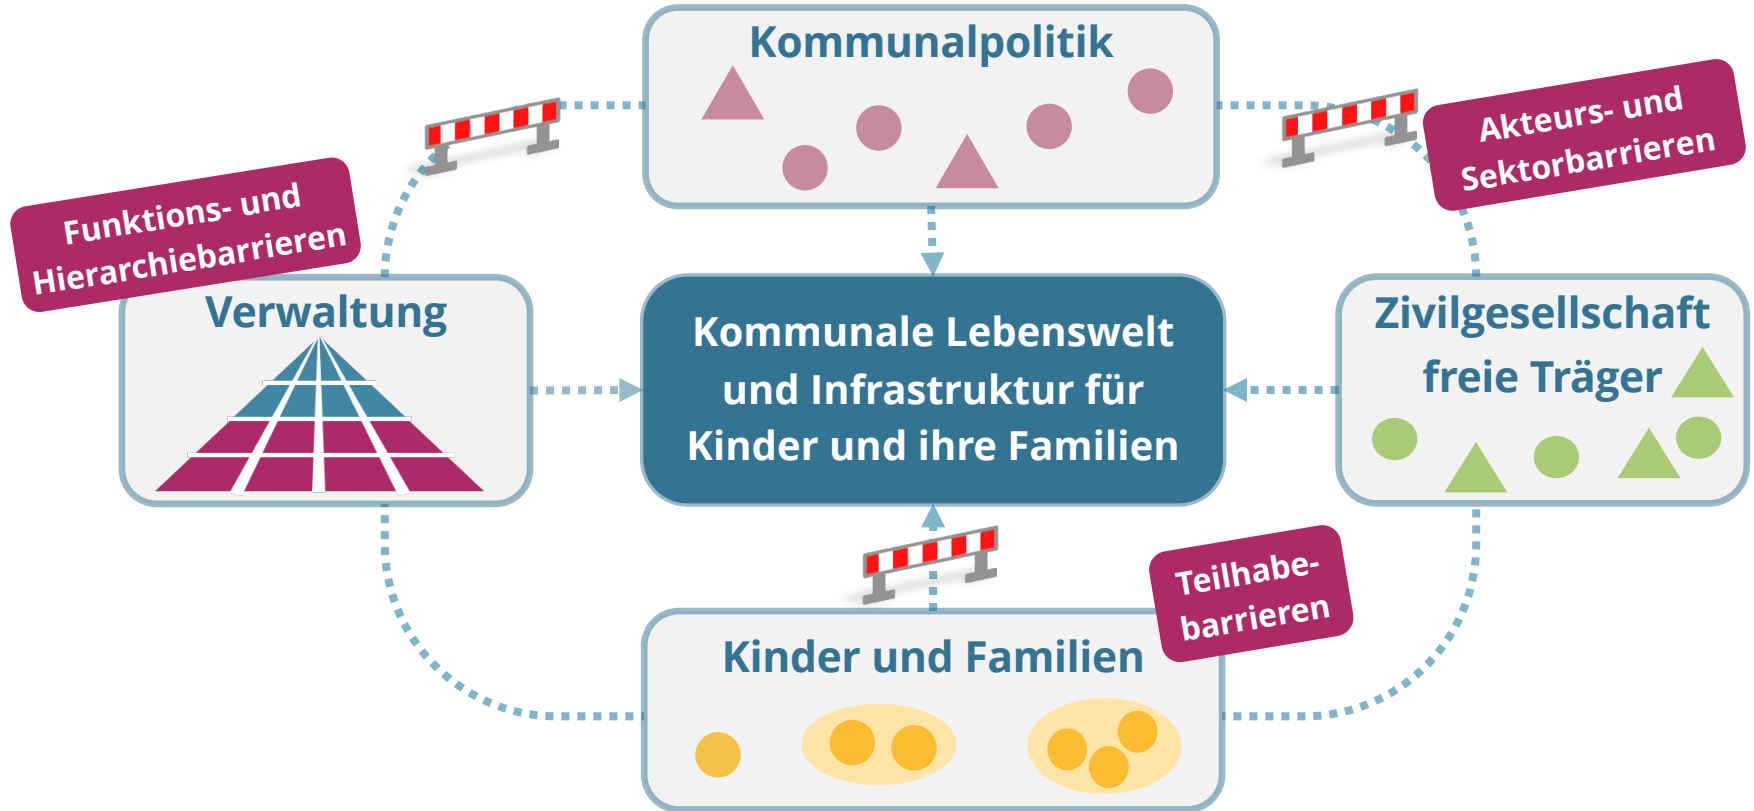 Kommunalpolitik
Akteurs- und
Sektorbarrieren
Funktions- und
Hierarchiebarrieren
Verwaltung
Kommunale Lebenswelt
und Infrastruktur für
Kinder und ihre Familien
Zivilgesellschaft
freie Träger
Teilhabe-
barrieren
Kinder und Familien